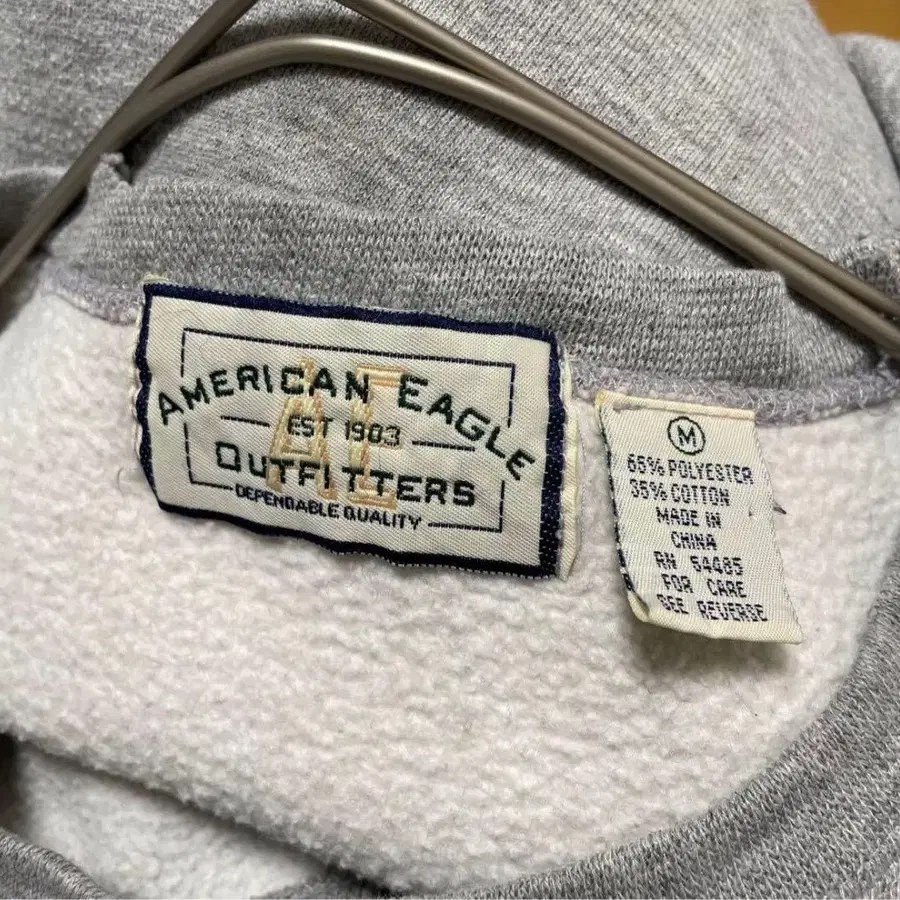 AMERICAN EAGLE
AE
EST 1903
OUTFITTERS
DEPENDABLE QUALITY
M
65% POLYESTER
35% COTTON
MADE IN
CHINA
RN 54485
FOR CARE
SEE REVERSE